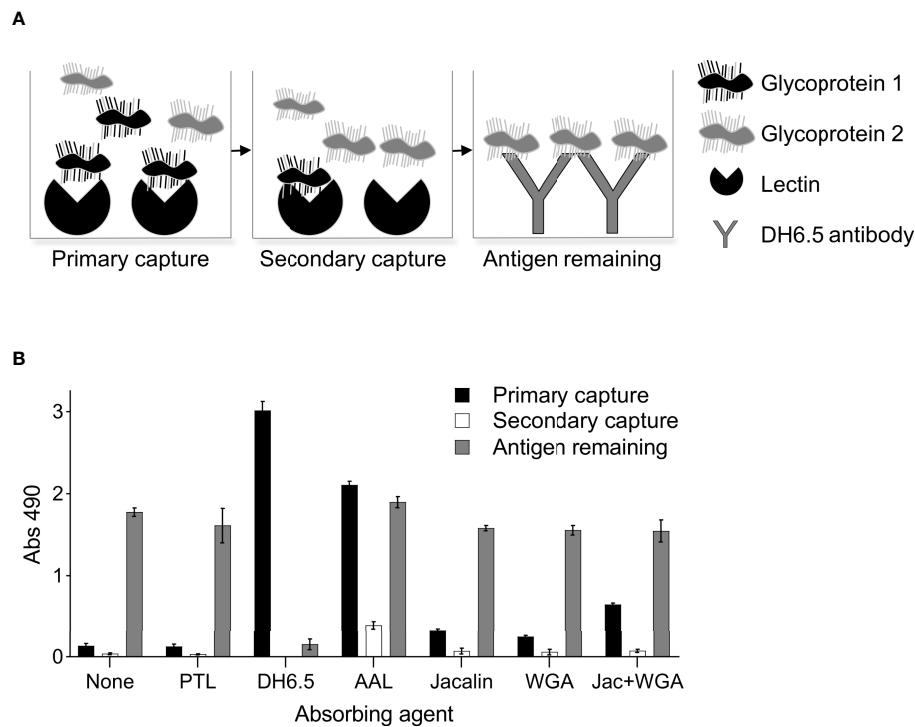 A
Glycoprotein 1
Glycoprotein 2
Lectin
DH6.5 antibody
Primary capture
Secondary capture
Antigen remaining
B
Primary capture
Secondary capture
Antigen remaining
Abs 490
3
2
1
0
None PTL DH6.5 AAL Jacalin WGA Jac+WGA
Absorbing agent